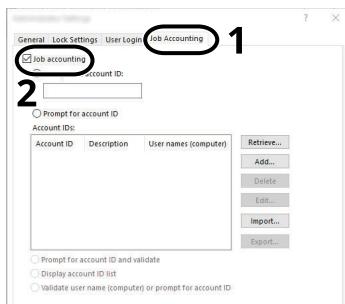 ? ×
General Lock Settings User Login Job Accounting 1
Job accounting
2 account ID:
Prompt for account ID
Account IDs:
Account ID Description User names (computer) Retrieve...
Add...
Delete
Edit...
Import...
Export...
Prompt for account ID and validate
Display account ID list
Validate user name (computer) or prompt for account ID